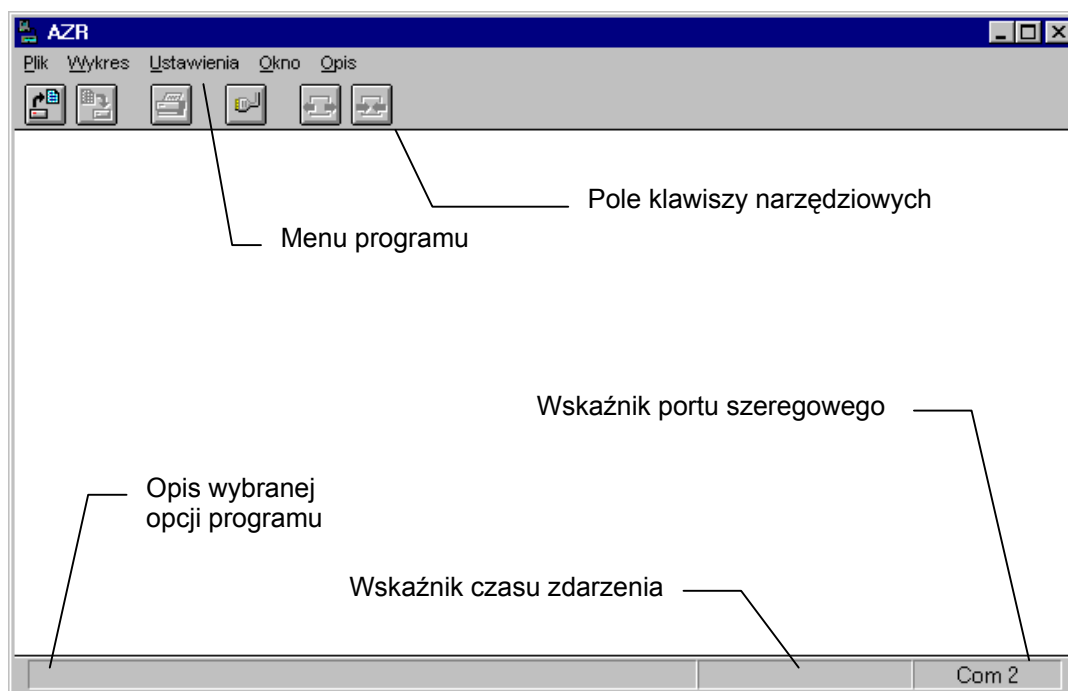 AZR
Plik Wykres Ustawienia Okno Opis
Pole klawiszy narzędziowych
Menu programu
Wskaźnik portu szeregowego
Opis wybranej
opcji programu
Wskaźnik czasu zdarzenia
Com 2